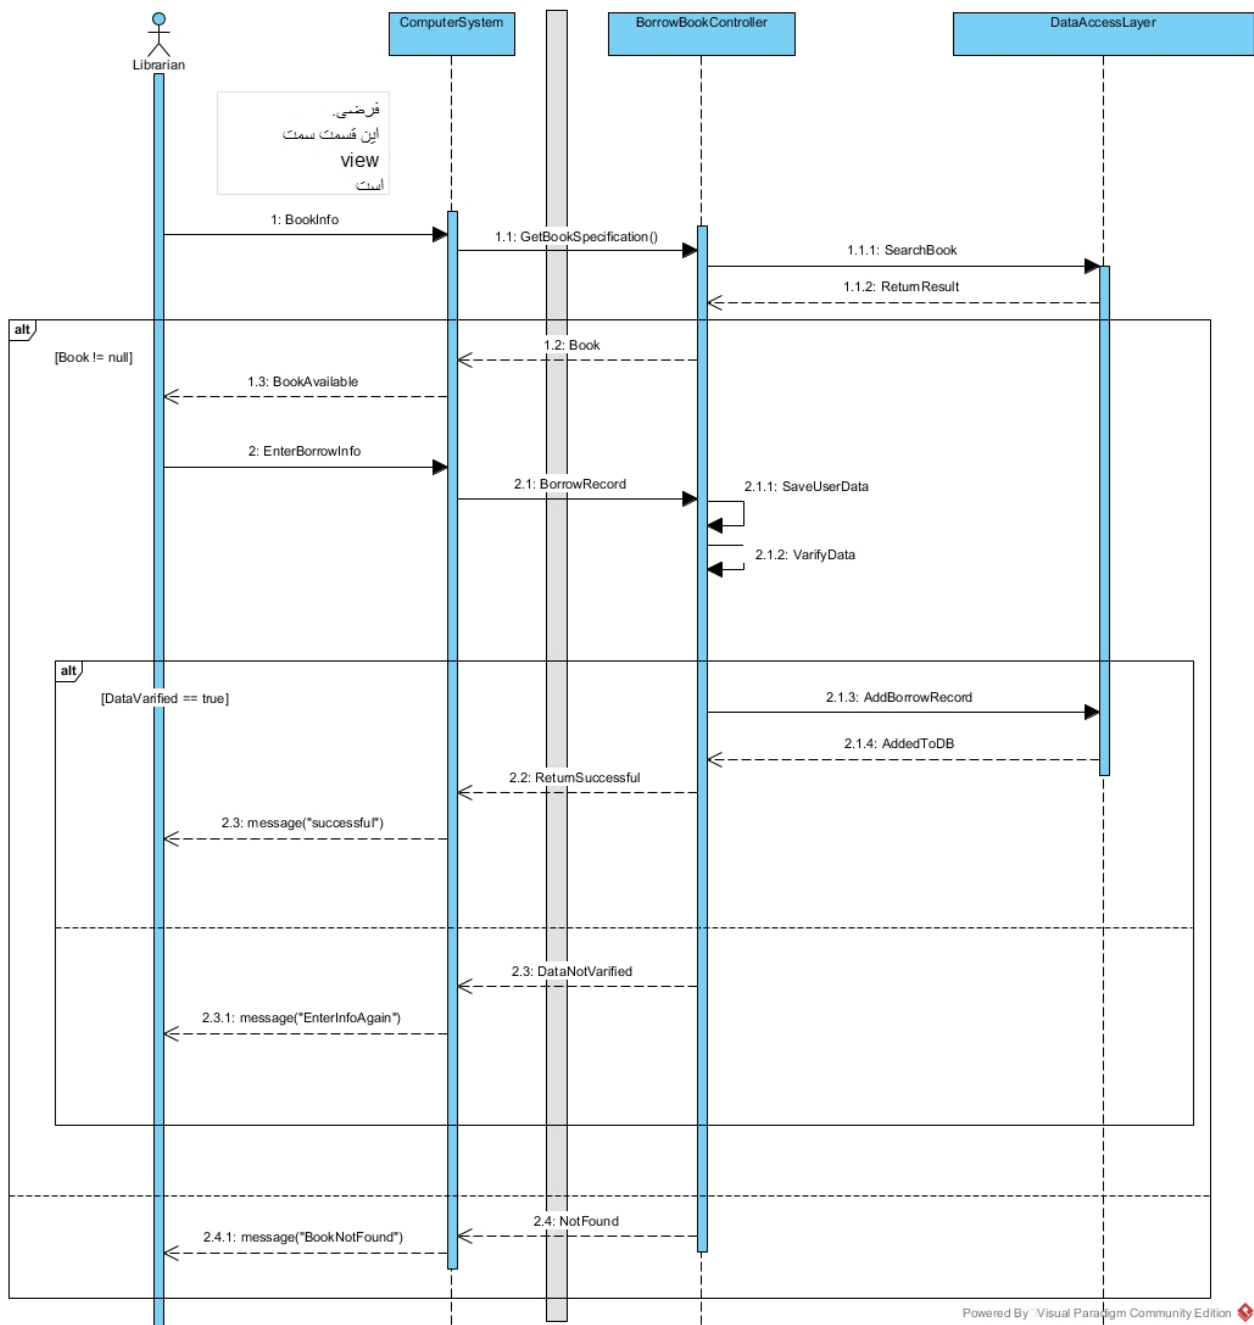 ComputerSystem
BorrowBookController
DataAccessLayer
Librarian
فرضی.
این قسمت سمت
view
است
1: BookInfo
1.1: GetBookSpecification()
1.1.1: SearchBook
1.1.2: ReturnResult
alt
[Book != null]
1.2: Book
1.3: BookAvailable
2: EnterBorrowInfo
2.1: BorrowRecord
2.1.1: SaveUserData
2.1.2: VarifyData
alt
[DataVarified == true]
2.1.3: AddBorrowRecord
2.1.4: AddedToDB
2.2: ReturnSuccessful
2.3: message("successful")
2.3: DataNotVarified
2.3.1: message("EnterInfoAgain")
2.4: NotFound
2.4.1: message("BookNotFound")
Powered By Visual Paradigm Community Edition